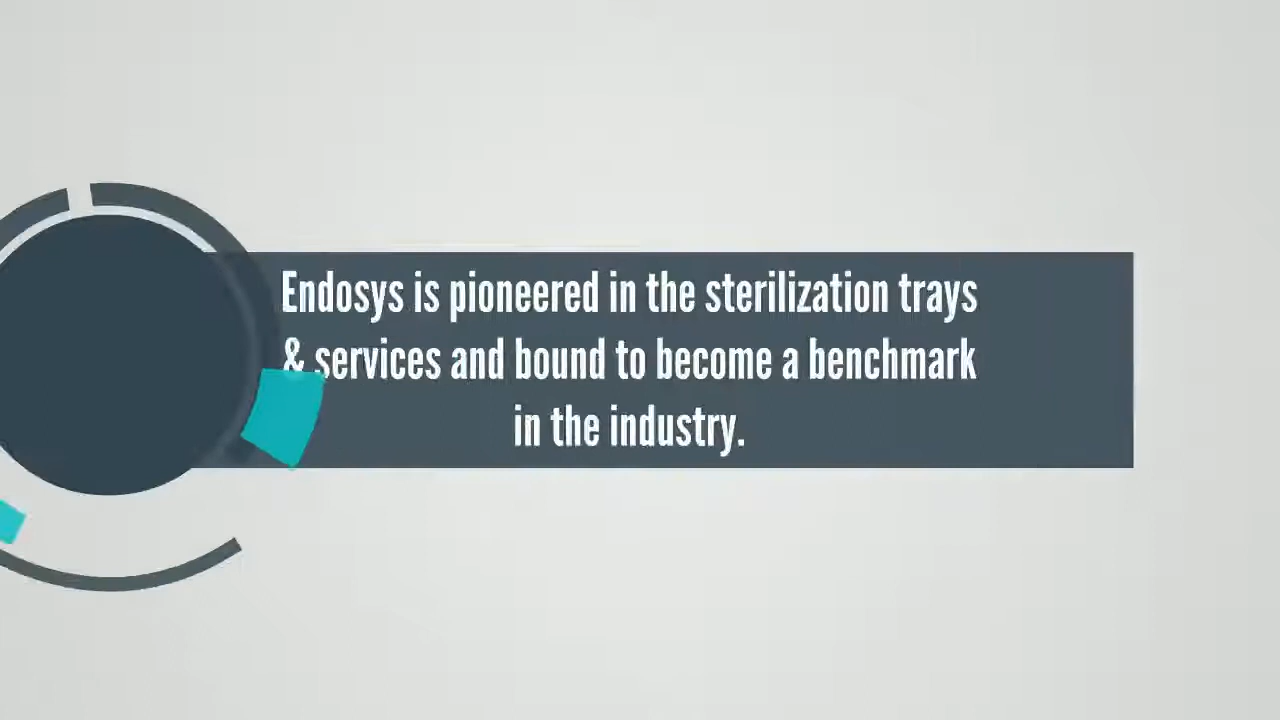 Endosys is pioneered in the sterilization trays
& services and bound to become a benchmark
in the industry.